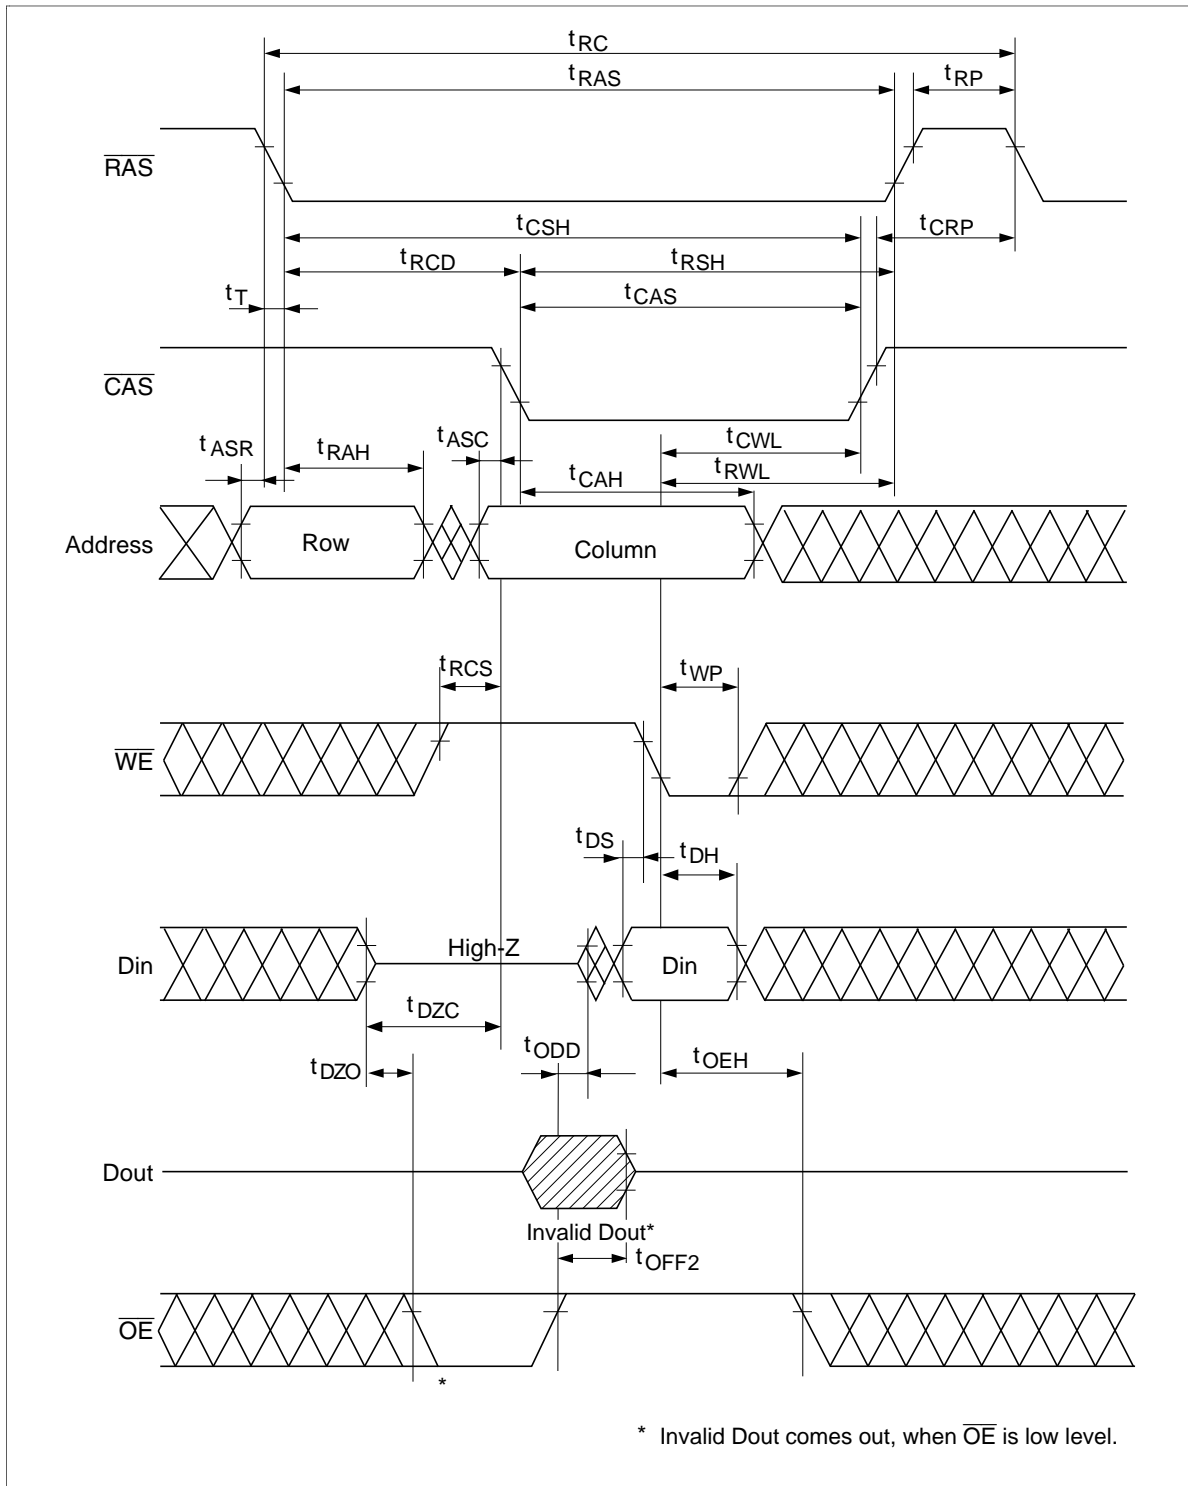 tRC
tRAS
tRP
RAS
tCSH
tCRP
tRCD
tRSH
tT
tCAS
CAS
tASR
tRAH
tASC
tCWL
tCAH
tRWL
Address
Row
Column
tRCS
tWP
WE
tDS
tDH
Din
High-Z
Din
tDZC
tODD
tOEH
tDZO
Dout
Invalid Dout*
tOFF2
OE
*
* Invalid Dout comes out, when OE is low level.